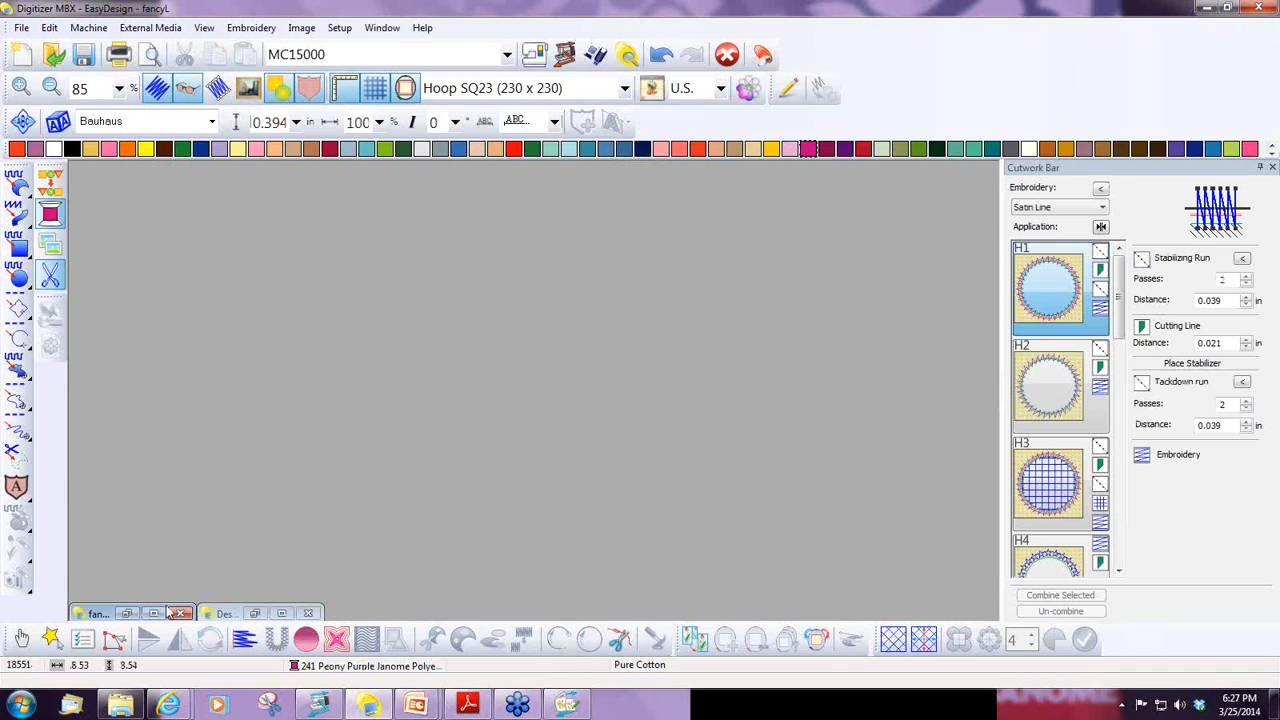 Digitizer MBX - EasyDesign - fancyL
File Edit Machine External Media View Embroidery Image Setup Window Help
MC15000
85 Hoop SQ23 (230 x 230) U.S.
Bauhaus 0.394 in 100 % I 0 ABC ABC
Cutwork Bar
Embroidery: <
Satin Line
Application:
H1
Stabilizing Run <
Passes: 2
Distance: 0.039 in
Cutting Line
Distance: 0.021 in
Place Stabilizer
H2
Tackdown run <
Passes: 2
Distance: 0.039 in
H3
Embroidery
H4
Combine Selected
Un-combine
fan... Des...
4
18551 8.53 8.54 241 Peony Purple Janome Polye... Pure Cotton
JANOME
6:27 PM
3/25/2014